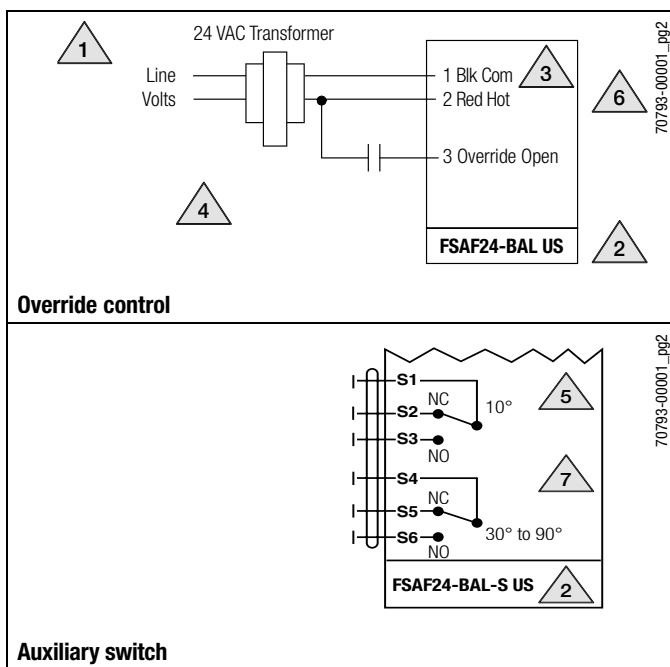 1
24 VAC Transformer
70793-00001_pg2
Line
Volts
1 Blk Com
3
2 Red Hot
6
3 Override Open
4
FSAF24-BAL US
2
Override control
70793-00001_pg2
S1
NC
10°
5
S2
S3
NO
S4
7
NC
S5
30° to 90°
S6
NO
FSAF24-BAL-S US
2
Auxiliary switch